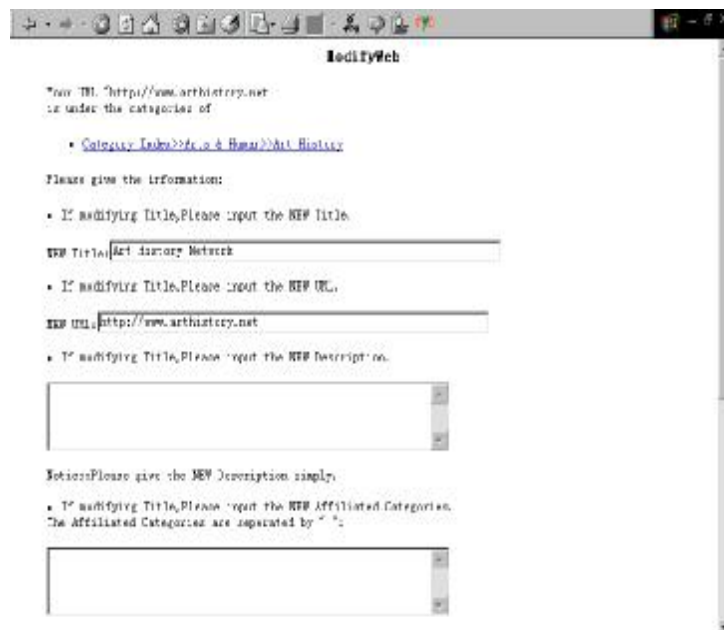 ModifyWeb
Your URL "http://www.arthistory.net
is under the categories of
Category Index>>Arts & Human>>Art History
Please give the information:
If modifying Title,Please input the NEW Title.
NEW Title: Art History Network
If modifying Title,Please input the NEW URL.
NEW URL: http://www.arthistory.net
If modifying Title,Please input the NEW Description.
Notice:Please give the NEW Description simply.
If modifying Title,Please input the NEW Affiliated Categories.
The Affiliated Categories are seperated by " ":